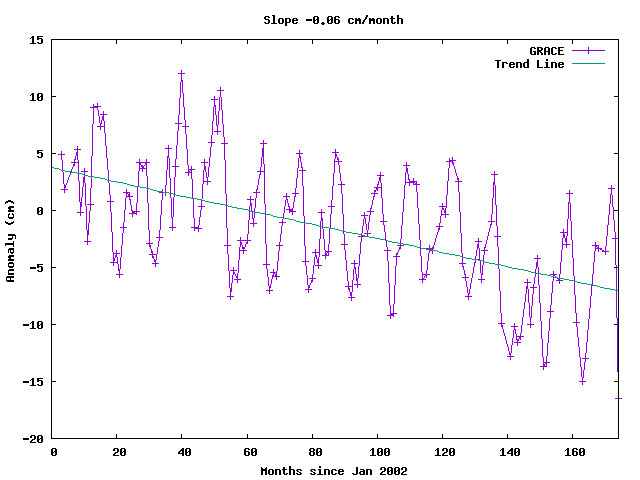 Slope -0.06 cm/month
GRACE
Trend Line
15
10
5
0
-5
-10
-15
-20
Anomaly (cm)
0 20 40 60 80 100 120 140 160
Months since Jan 2002